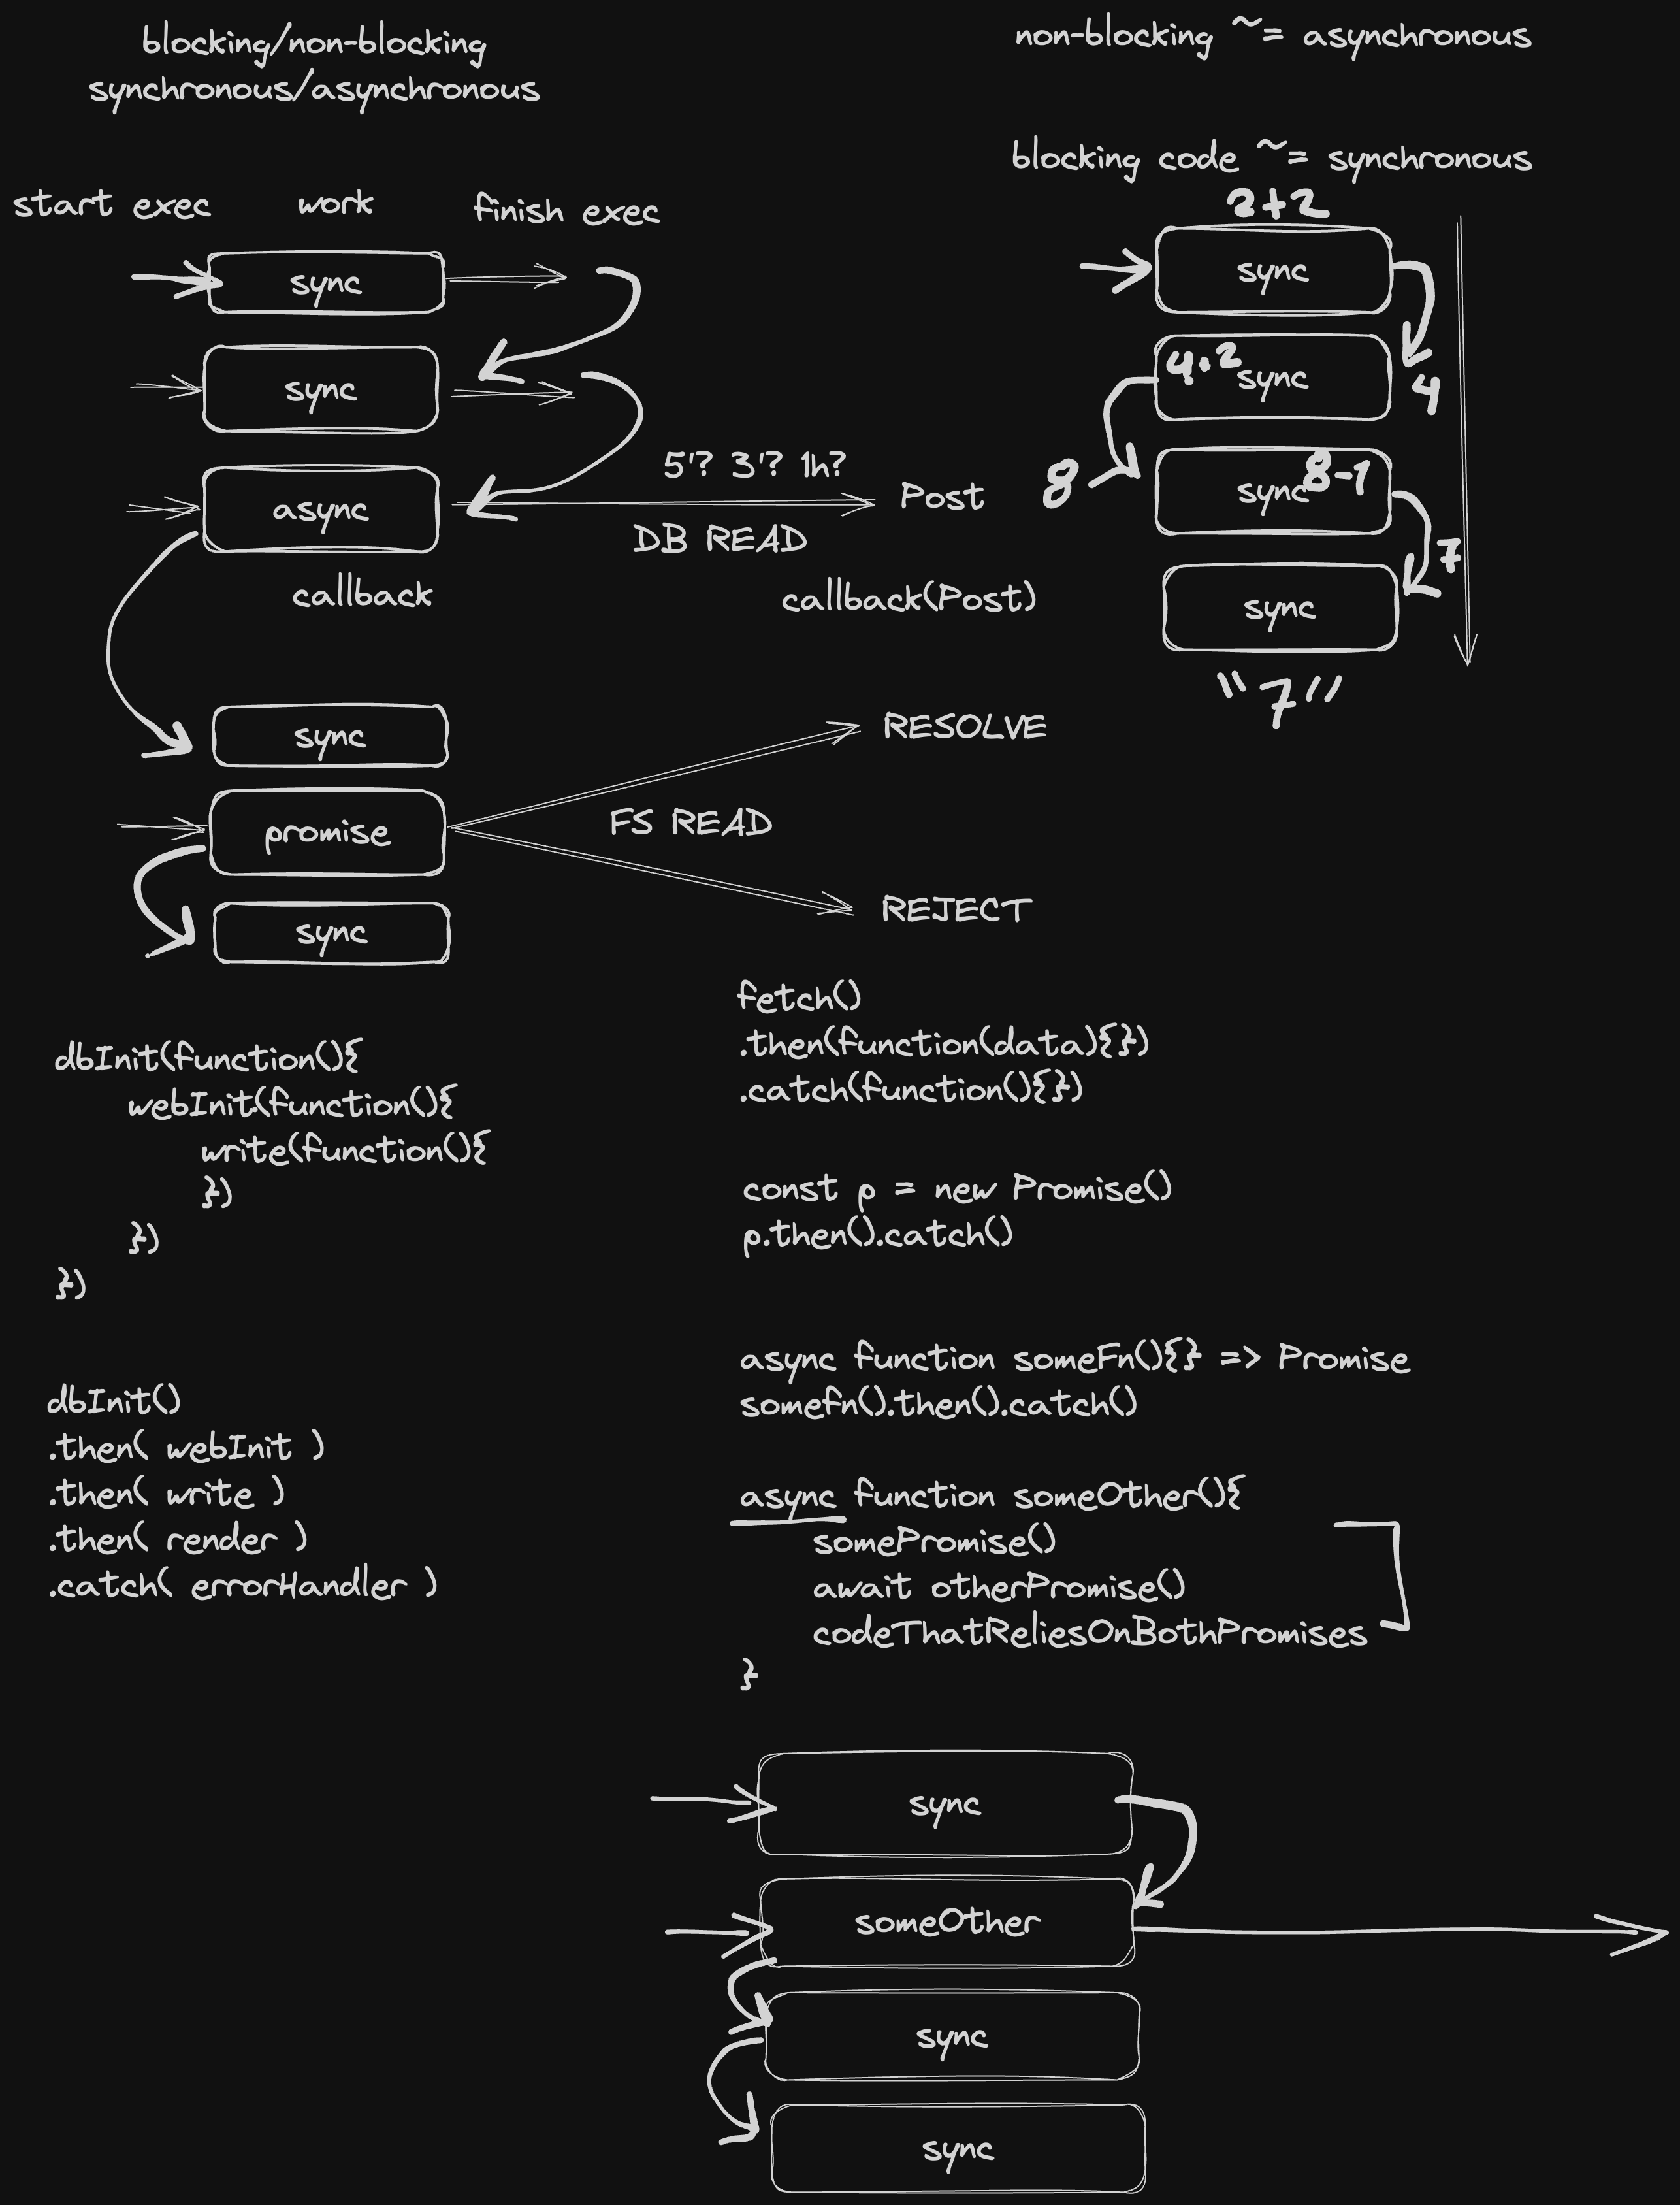 blocking/non-blocking
synchronous/asynchronous
non-blocking ~= asynchronous
blocking code ~= synchronous
start exec
work
finish exec
sync
sync
5'? 3'? 1h?
async
Post
DB READ
callback
callback(Post)
2+2
sync
4·2
sync
4
8
sync
8-1
7
sync
"7"
sync
RESOLVE
promise
FS READ
sync
REJECT
dbInit(function(){
webInit(function(){
write(function(){
})
})
})
dbInit()
.then( webInit )
.then( write )
.then( render )
.catch( errorHandler )
fetch()
.then(function(data){})
.catch(function(){})
const p = new Promise()
p.then().catch()
async function someFn(){} => Promise
somefn().then().catch()
async function someOther(){
somePromise()
await otherPromise()
codeThatReliesOnBothPromises
}
sync
someOther
sync
sync